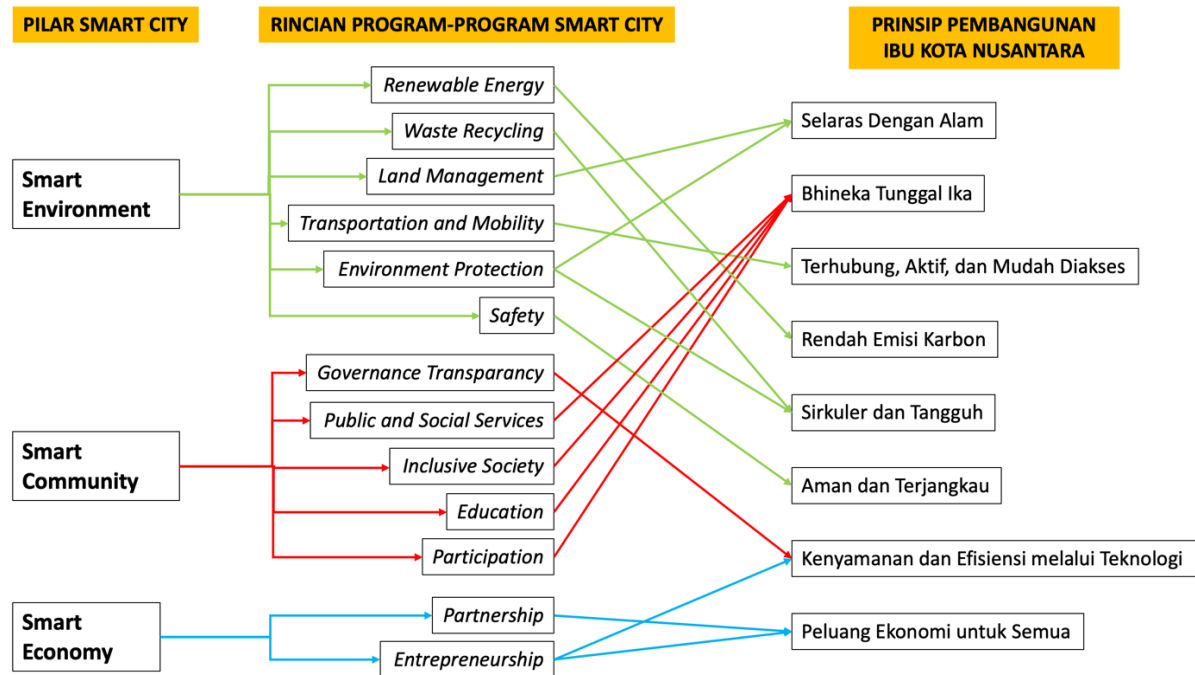 PILAR SMART CITY
RINCIAN PROGRAM-PROGRAM SMART CITY
PRINSIP PEMBANGUNAN
IBU KOTA NUSANTARA
Smart
Environment
Renewable Energy
Waste Recycling
Land Management
Transportation and Mobility
Environment Protection
Safety
Smart
Community
Governance Transparancy
Public and Social Services
Inclusive Society
Education
Participation
Smart
Economy
Partnership
Entrepreneurship
Selaras Dengan Alam
Bhineka Tunggal Ika
Terhubung, Aktif, dan Mudah Diakses
Rendah Emisi Karbon
Sirkuler dan Tangguh
Aman dan Terjangkau
Kenyamanan dan Efisiensi melalui Teknologi
Peluang Ekonomi untuk Semua